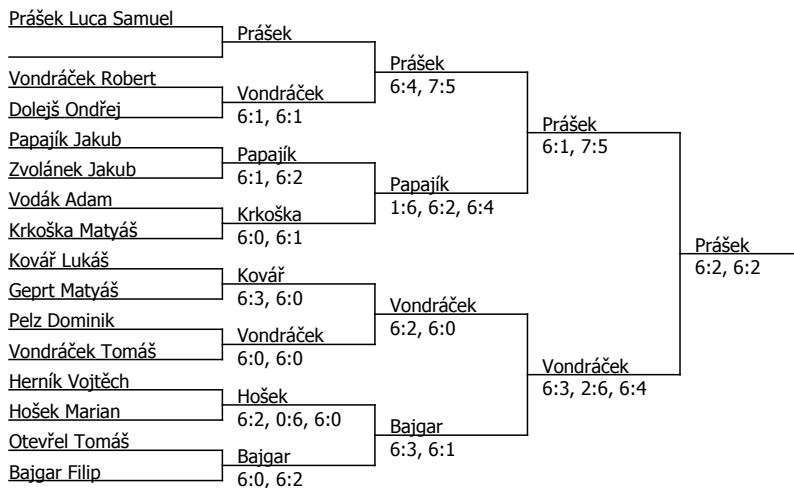 Prášek Luca Samuel
Vondráček Robert
Dolejš Ondřej
Papajík Jakub
Zvolánek Jakub
Vodák Adam
Krkoška Matyáš
Kovář Lukáš
Geprt Matyáš
Pelz Dominik
Vondráček Tomáš
Herník Vojtěch
Hošek Marian
Otevřel Tomáš
Bajgar Filip
Prášek
Vondráček
6:1, 6:1
Papajík
6:1, 6:2
Krkoška
6:0, 6:1
Kovář
6:3, 6:0
Vondráček
6:0, 6:0
Hošek
6:2, 0:6, 6:0
Bajgar
6:0, 6:2
Prášek
6:4, 7:5
Papajík
1:6, 6:2, 6:4
Vondráček
6:2, 6:0
Bajgar
6:3, 6:1
Prášek
6:1, 7:5
Vondráček
6:3, 2:6, 6:4
Prášek
6:2, 6:2